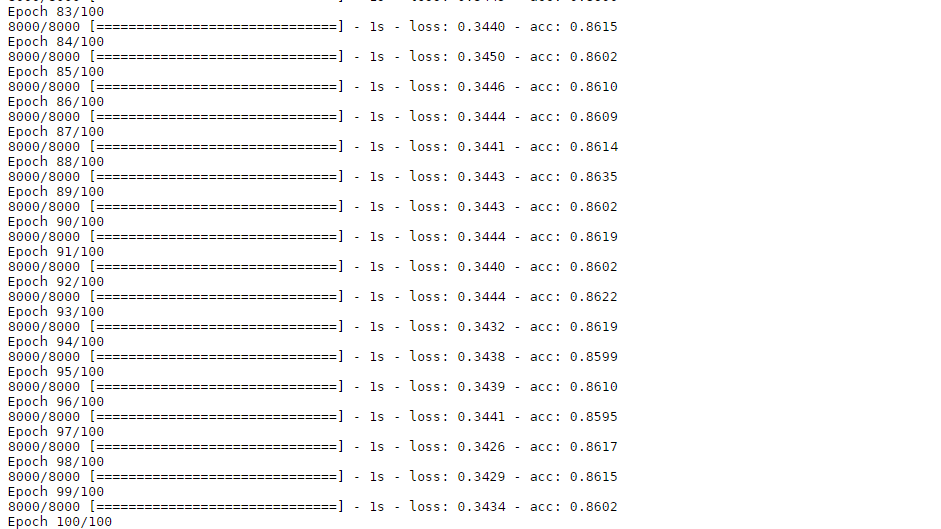 Epoch 83/100
8000/8000 [==============================] - 1s - loss: 0.3440 - acc: 0.8615
Epoch 84/100
8000/8000 [==============================] - 1s - loss: 0.3450 - acc: 0.8602
Epoch 85/100
8000/8000 [==============================] - 1s - loss: 0.3446 - acc: 0.8610
Epoch 86/100
8000/8000 [==============================] - 1s - loss: 0.3444 - acc: 0.8609
Epoch 87/100
8000/8000 [==============================] - 1s - loss: 0.3441 - acc: 0.8614
Epoch 88/100
8000/8000 [==============================] - 1s - loss: 0.3443 - acc: 0.8635
Epoch 89/100
8000/8000 [==============================] - 1s - loss: 0.3443 - acc: 0.8602
Epoch 90/100
8000/8000 [==============================] - 1s - loss: 0.3444 - acc: 0.8619
Epoch 91/100
8000/8000 [==============================] - 1s - loss: 0.3440 - acc: 0.8602
Epoch 92/100
8000/8000 [==============================] - 1s - loss: 0.3444 - acc: 0.8622
Epoch 93/100
8000/8000 [==============================] - 1s - loss: 0.3432 - acc: 0.8619
Epoch 94/100
8000/8000 [==============================] - 1s - loss: 0.3438 - acc: 0.8599
Epoch 95/100
8000/8000 [==============================] - 1s - loss: 0.3439 - acc: 0.8610
Epoch 96/100
8000/8000 [==============================] - 1s - loss: 0.3441 - acc: 0.8595
Epoch 97/100
8000/8000 [==============================] - 1s - loss: 0.3426 - acc: 0.8617
Epoch 98/100
8000/8000 [==============================] - 1s - loss: 0.3429 - acc: 0.8615
Epoch 99/100
8000/8000 [==============================] - 1s - loss: 0.3434 - acc: 0.8602
Epoch 100/100